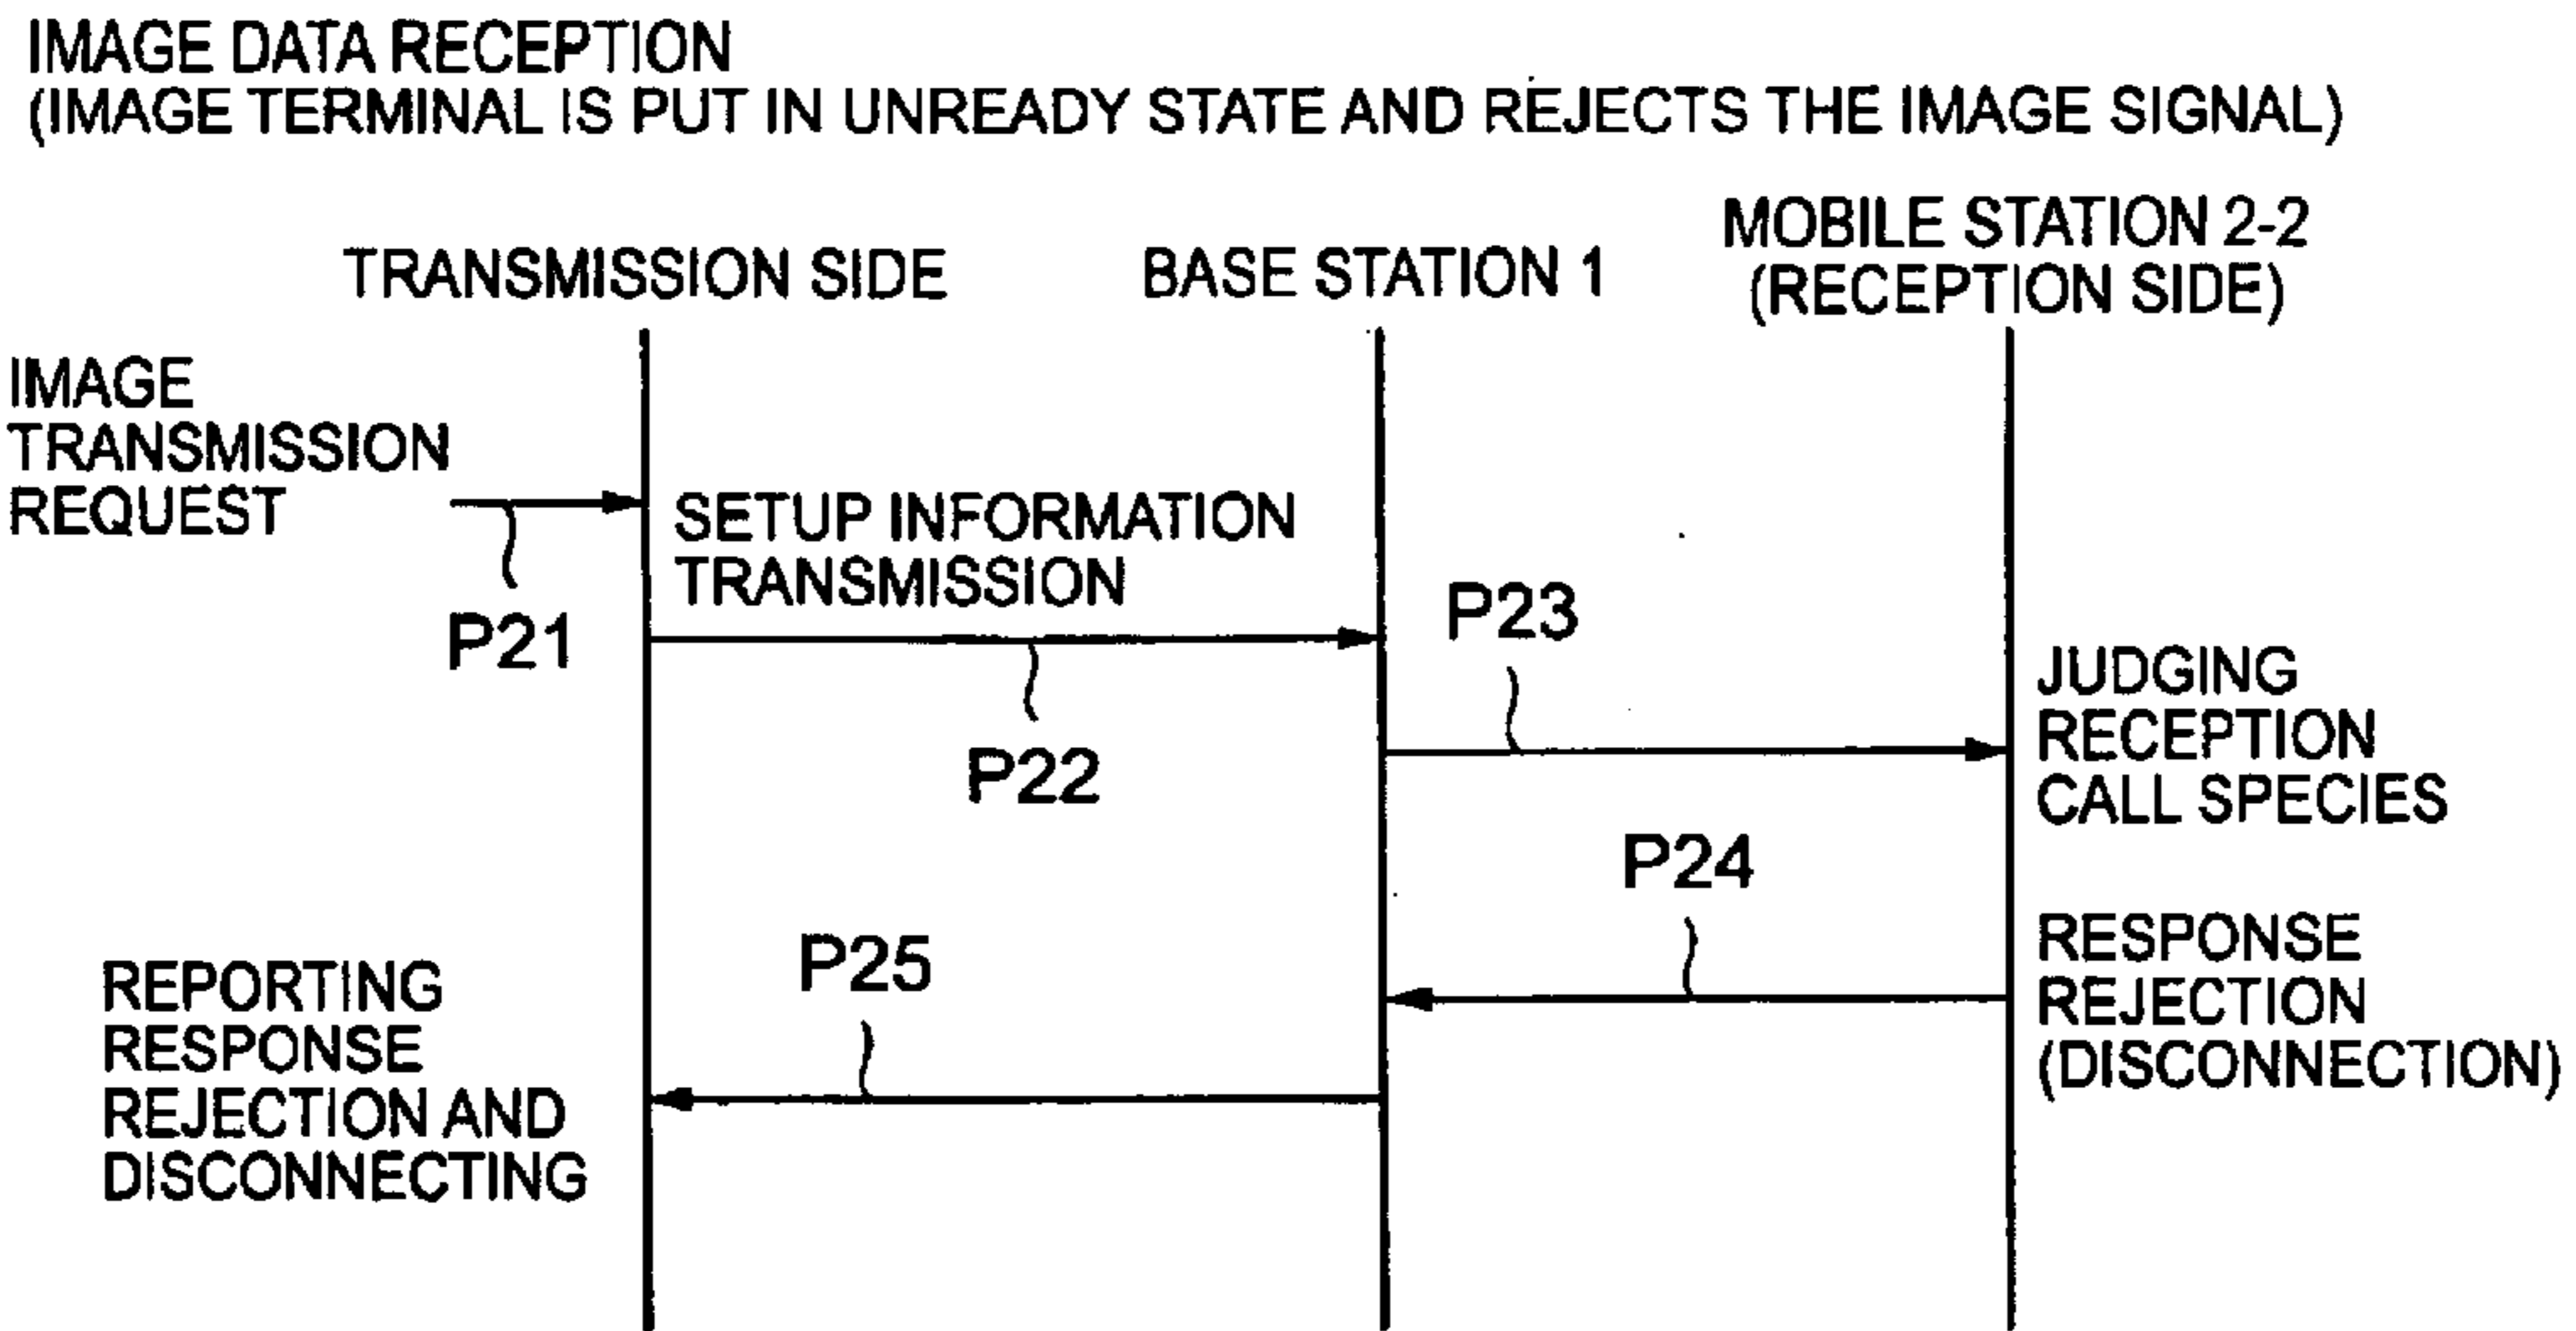 IMAGE DATA RECEPTION
(IMAGE TERMINAL IS PUT IN UNREADY STATE AND REJECTS THE IMAGE SIGNAL)
TRANSMISSION SIDE
BASE STATION 1
MOBILE STATION 2-2
(RECEPTION SIDE)
IMAGE
TRANSMISSION
REQUEST
P21
SETUP INFORMATION
TRANSMISSION
P22
P23
JUDGING
RECEPTION
CALL SPECIES
P24
RESPONSE
REJECTION
(DISCONNECTION)
P25
REPORTING
RESPONSE
REJECTION AND
DISCONNECTING